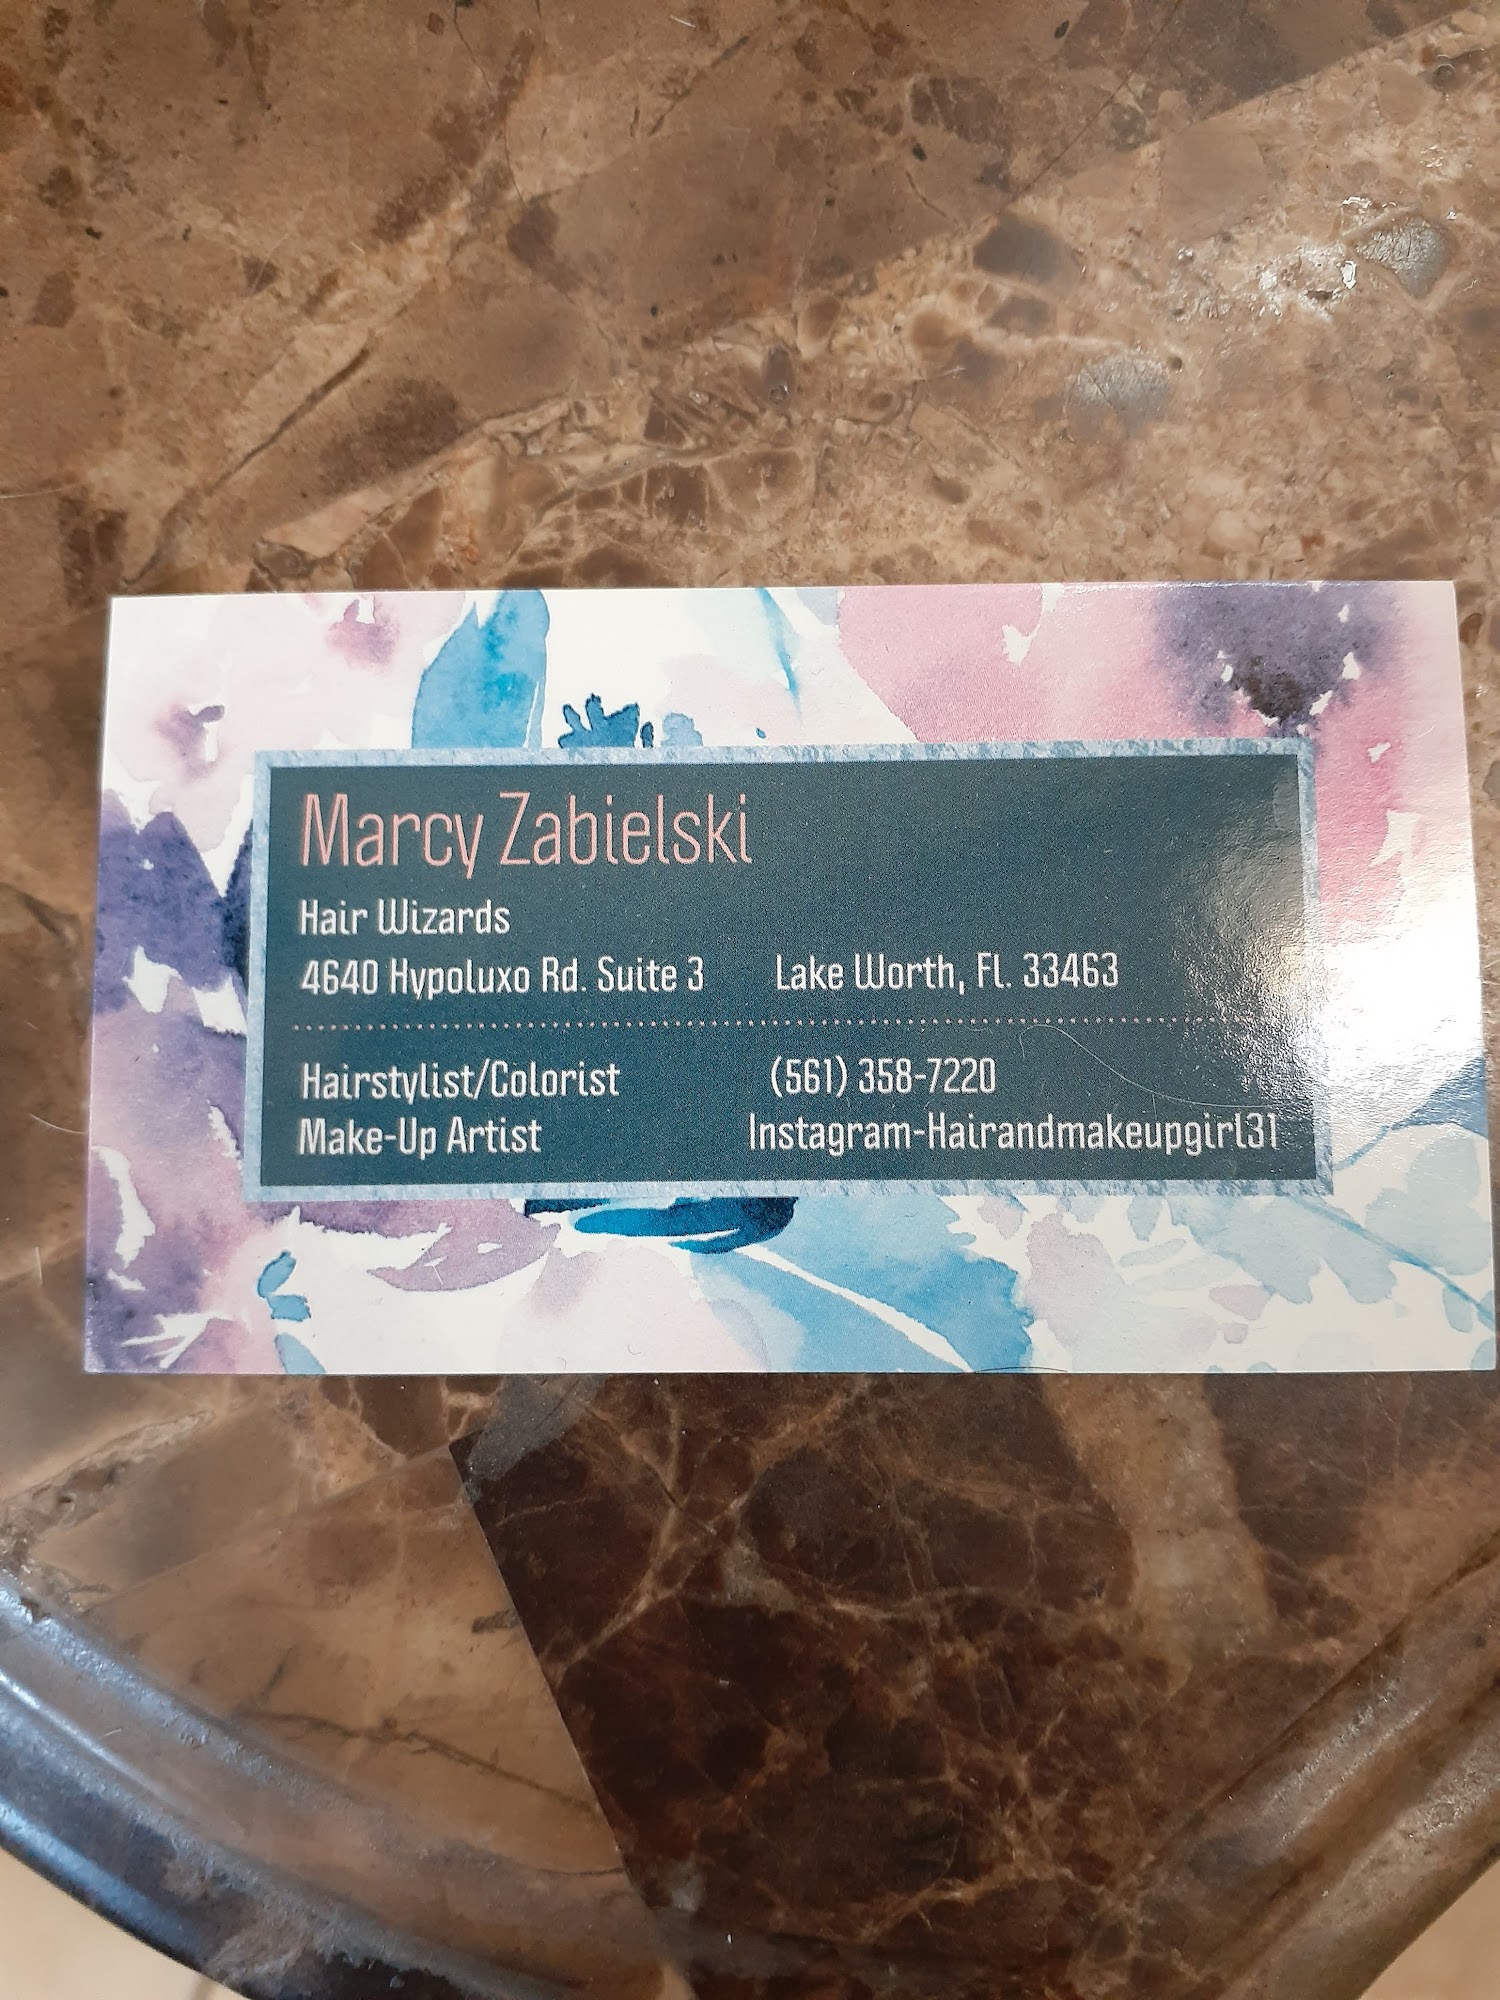 Marcy Zabielski
Hair Wizards
4640 Hypoluxo Rd. Suite 3 Lake Worth, Fl. 33463
Hairstylist/Colorist (561) 358-7220
Make-Up Artist Instagram-Hairandmakeupgirl31